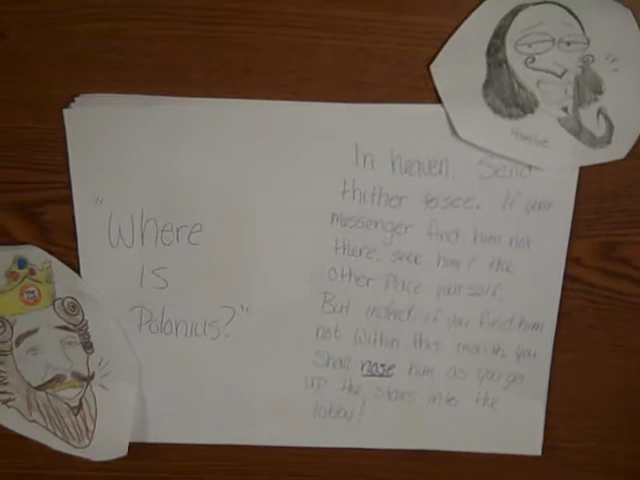 "Where
is
Polonius?"
In heaven. Send
thither to see. If your
messenger find him not
there, seek him i' the
other place yourself
But indeed, if you find him
not within this month you
Shall nose him as you go
up the stairs into the
lobby!
Hamlet